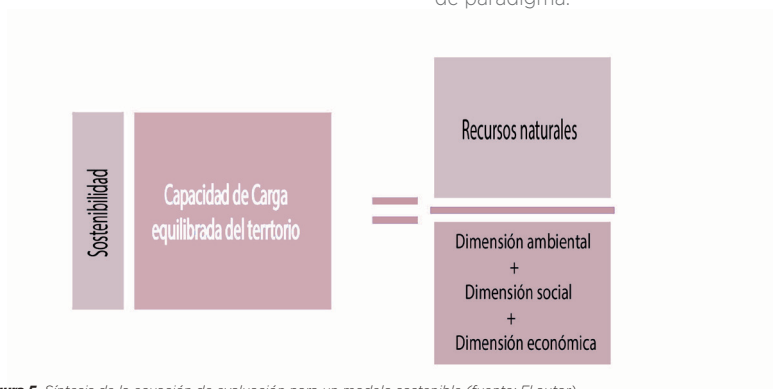 de paradigma.
Sostenibilidad
Capacidad de Carga
equilibrada del terrtorio
Recursos naturales
Dimensión ambiental
+
Dimensión social
+
Dimensión económica
5. Síntesis de la ecuación de evaluación para un modelo sostenible (fuente: El autor)